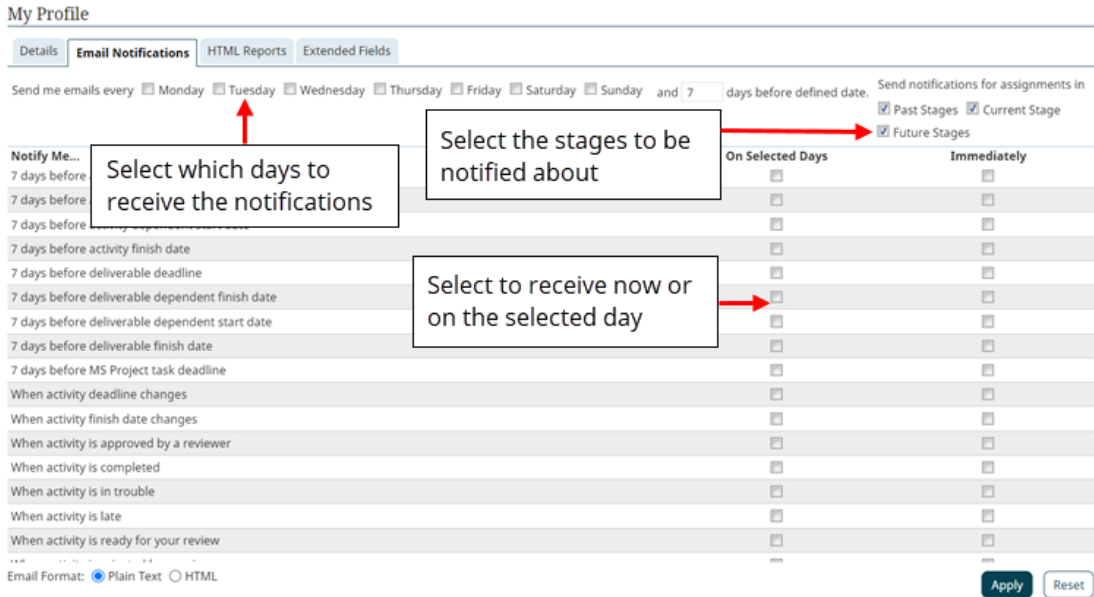 My Profile
Details Email Notifications HTML Reports Extended Fields
Send me emails every Monday Tuesday Wednesday Thursday Friday Saturday Sunday and 7 days before defined date.
Send notifications for assignments in
Past Stages Current Stage
Future Stages
Select the stages to be
notified about
Select which days to
receive the notifications
Notify Me... On Selected Days Immediately
7 days before
7 days before
7 days before activity dependent start date
7 days before activity finish date
7 days before deliverable deadline
Select to receive now or
on the selected day
7 days before deliverable dependent finish date
7 days before deliverable dependent start date
7 days before deliverable finish date
7 days before MS Project task deadline
When activity deadline changes
When activity finish date changes
When activity is approved by a reviewer
When activity is completed
When activity is in trouble
When activity is late
When activity is ready for your review
Email Format: Plain Text HTML
Apply Reset